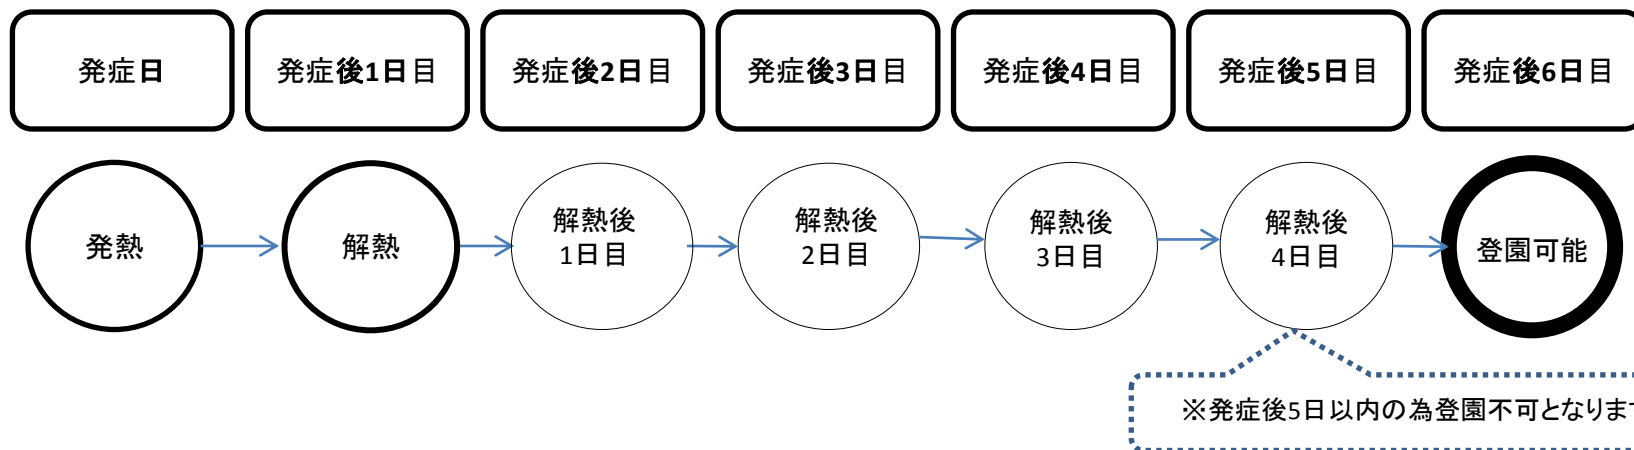 発症日
発症後1日目
発症後2日目
発症後3日目
発症後4日目
発症後5日目
発症後6日目
発熱
解熱
解熱後
1日目
解熱後
2日目
解熱後
3日目
解熱後
4日目
登園可能
※発症後5日以内の為登園不可となります